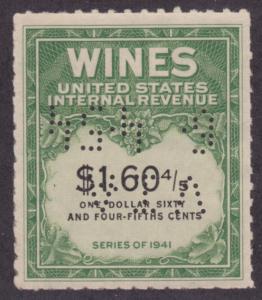 WINES
UNITED STATES
INTERNAL REVENUE
$1.60 4/5
ONE DOLLAR SIXTY
AND FOUR-FIFTHS CENTS
SERIES OF 1941